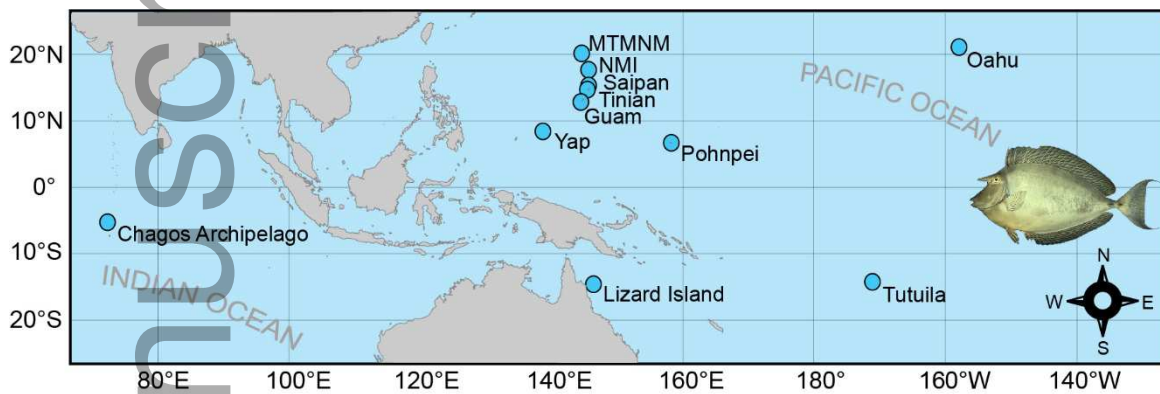 20°N
10°N
0°
10°S
20°S
MTMNM
NMI
Saipan
Tinian
Guam
Yap
Pohnpei
Oahu
PACIFIC OCEAN
Chagos Archipelago
INDIAN OCEAN
Lizard Island
Tutuila
N
W E
S
80°E 100°E 120°E 140°E 160°E 180° 160°W 140°W
nusc